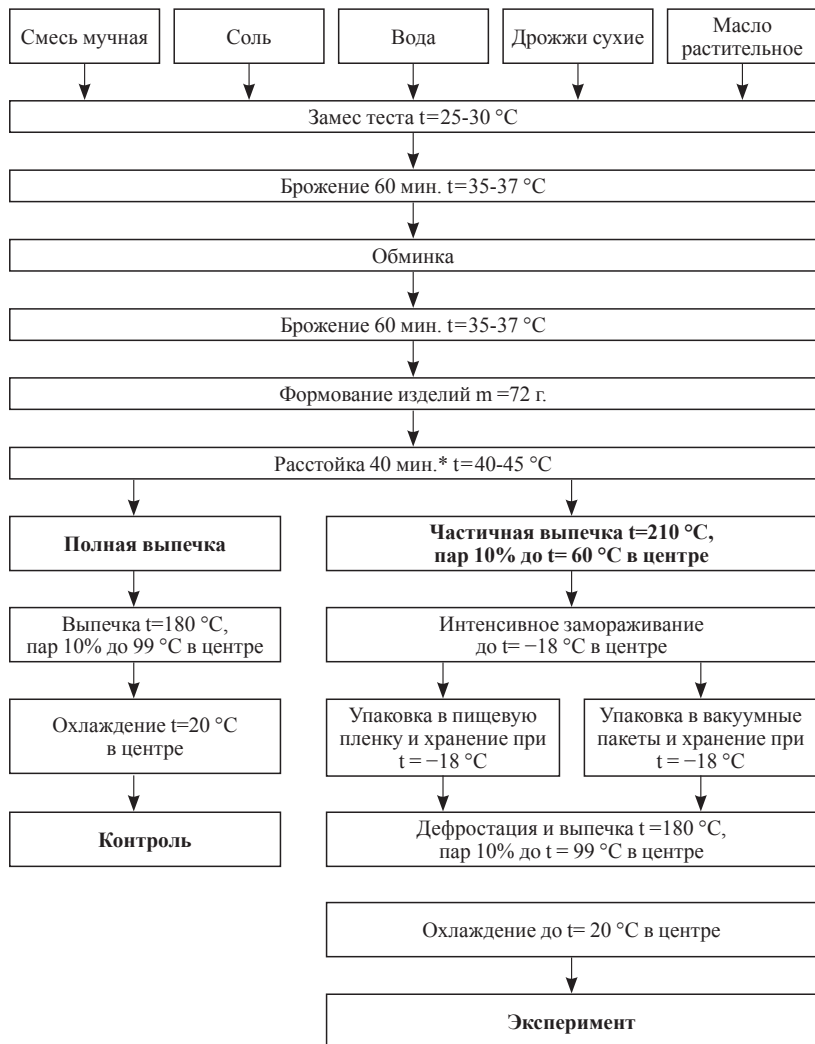 Смесь мучная
Соль
Вода
Дрожжи сухие
Масло
растительное
Замес теста t=25-30 °C
Брожение 60 мин. t=35-37 °C
Обминка
Брожение 60 мин. t=35-37 °C
Формование изделий m =72 г.
Расстойка 40 мин.* t=40-45 °C
Полная выпечка
Частичная выпечка t=210 °C,
пар 10% до t= 60 °C в центре
Выпечка t=180 °C,
пар 10% до 99 °C в центре
Интенсивное замораживание
до t= −18 °C в центре
Охлаждение t=20 °C
в центре
Упаковка в пищевую
пленку и хранение при
t = −18 °C
Упаковка в вакуумные
пакеты и хранение при
t = −18 °C
Контроль
Дефростация и выпечка t =180 °C,
пар 10% до t = 99 °C в центре
Охлаждение до t= 20 °C в центре
Эксперимент